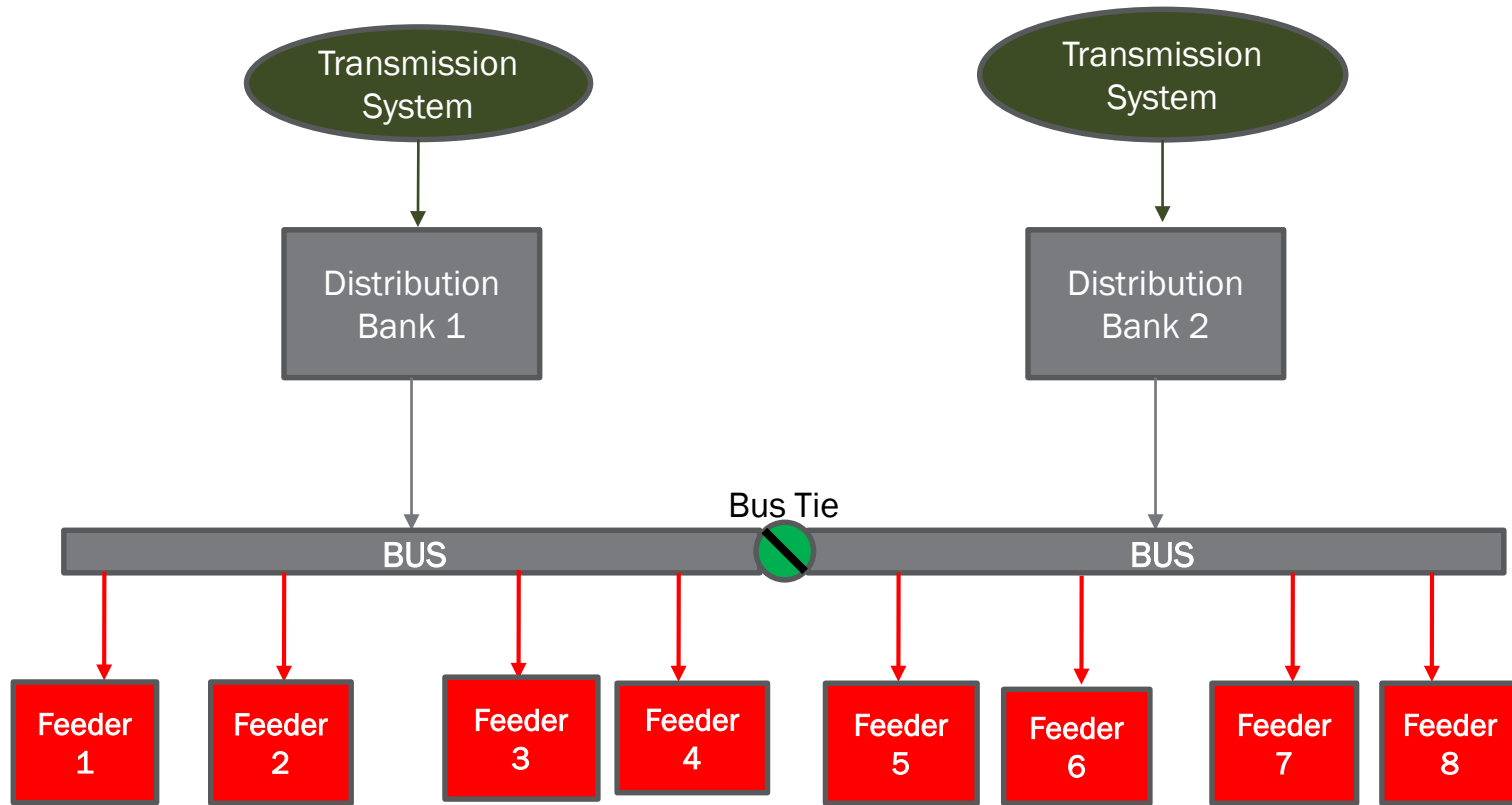 Transmission
System
Transmission
System
Distribution
Bank 1
Distribution
Bank 2
Bus Tie
BUS
BUS
Feeder
1
Feeder
2
Feeder
3
Feeder
4
Feeder
5
Feeder
6
Feeder
7
Feeder
8